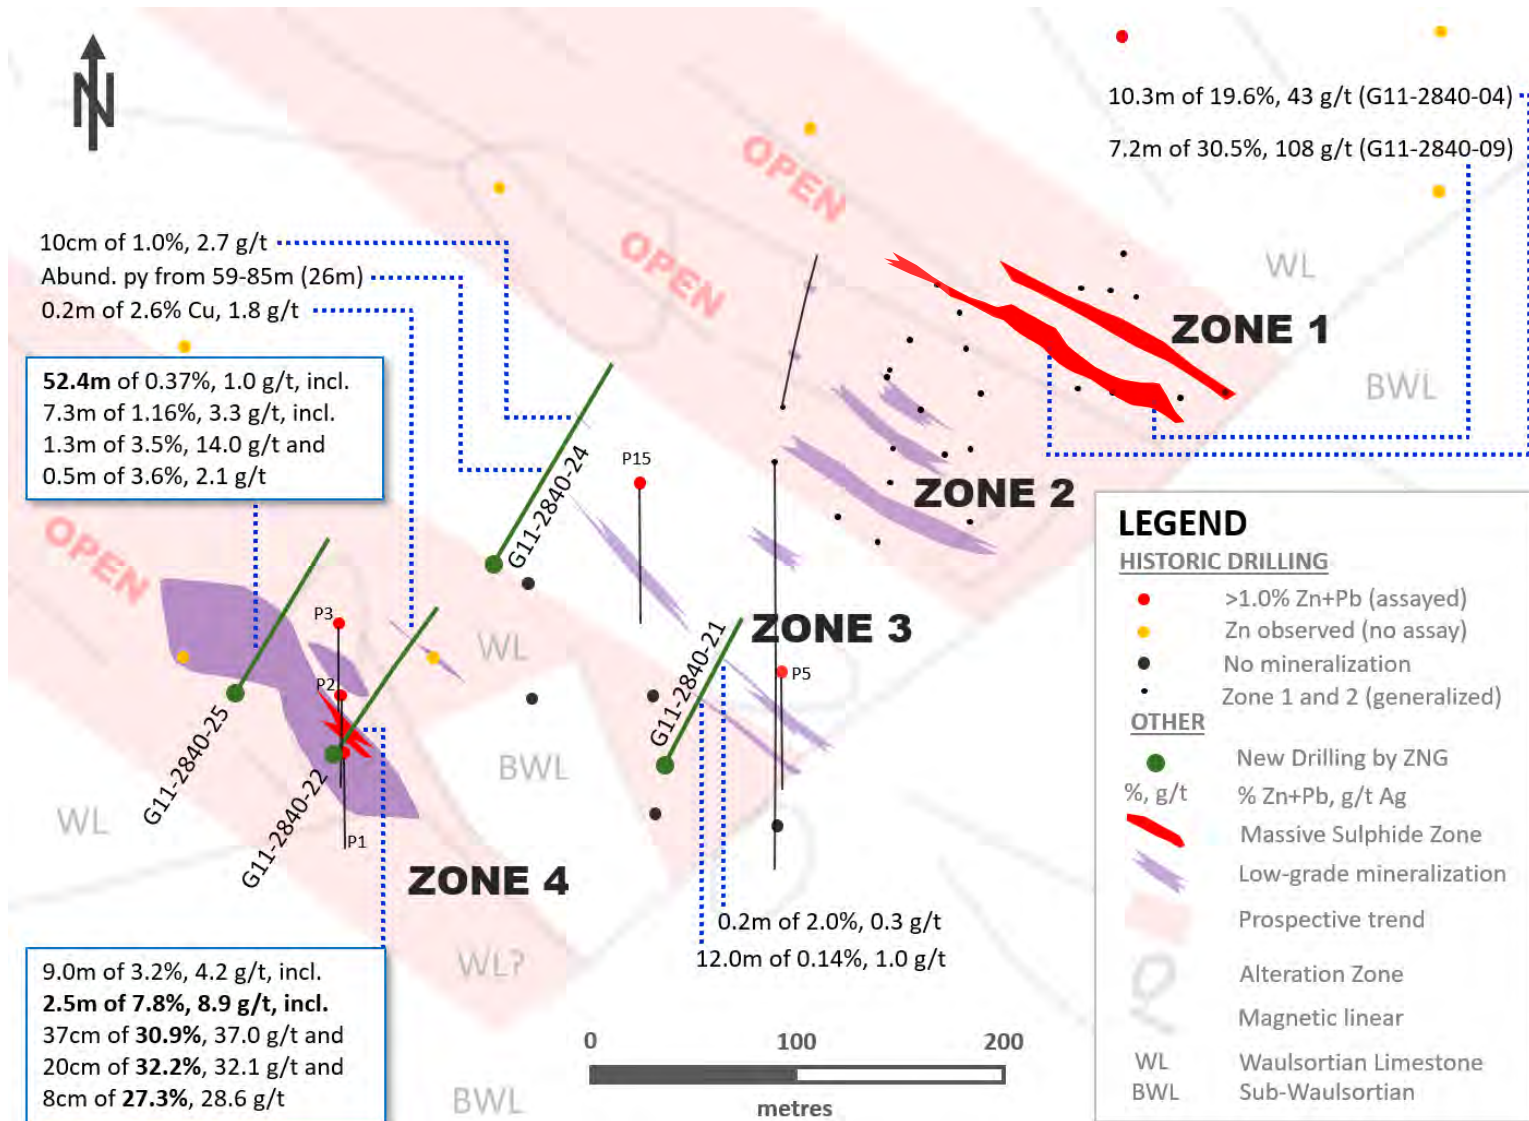 N
10.3m of 19.6%, 43 g/t (G11-2840-04)
7.2m of 30.5%, 108 g/t (G11-2840-09)
OPEN
OPEN
WL
ZONE 1
BWL
10cm of 1.0%, 2.7 g/t
Abund. py from 59-85m (26m)
0.2m of 2.6% Cu, 1.8 g/t
52.4m of 0.37%, 1.0 g/t, incl.
7.3m of 1.16%, 3.3 g/t, incl.
1.3m of 3.5%, 14.0 g/t and
0.5m of 3.6%, 2.1 g/t
G11-2840-24
P15
ZONE 2
OPEN
P3
WL
P2
G11-2840-21
ZONE 3
P5
G11-2840-25
G11-2840-22
BWL
WL
P1
ZONE 4
0.2m of 2.0%, 0.3 g/t
12.0m of 0.14%, 1.0 g/t
WL?
9.0m of 3.2%, 4.2 g/t, incl.
2.5m of 7.8%, 8.9 g/t, incl.
37cm of 30.9%, 37.0 g/t and
20cm of 32.2%, 32.1 g/t and
8cm of 27.3%, 28.6 g/t
BWL
0 100 200
metres
LEGEND
HISTORIC DRILLING
>1.0% Zn+Pb (assayed)
Zn observed (no assay)
No mineralization
Zone 1 and 2 (generalized)
OTHER
New Drilling by ZNG
%, g/t % Zn+Pb, g/t Ag
Massive Sulphide Zone
Low-grade mineralization
Prospective trend
Alteration Zone
Magnetic linear
WL Waulsortian Limestone
BWL Sub-Waulsortian